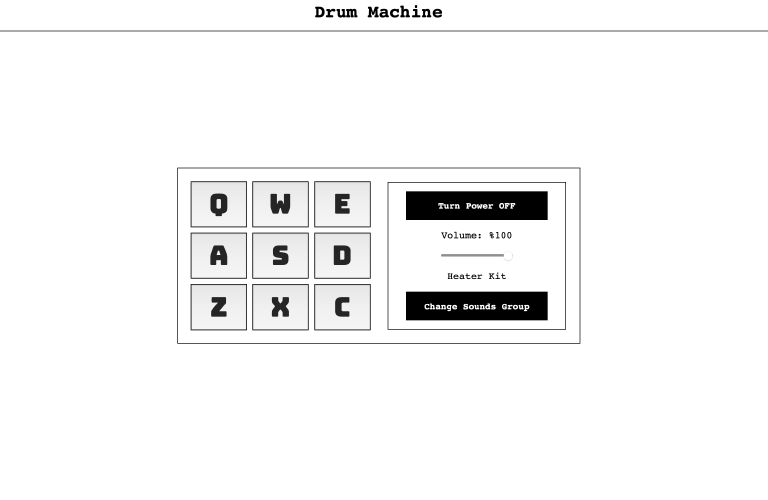 Drum Machine
Q W E
A S D
Z X C
Turn Power OFF
Volume: %100
Heater Kit
Change Sounds Group